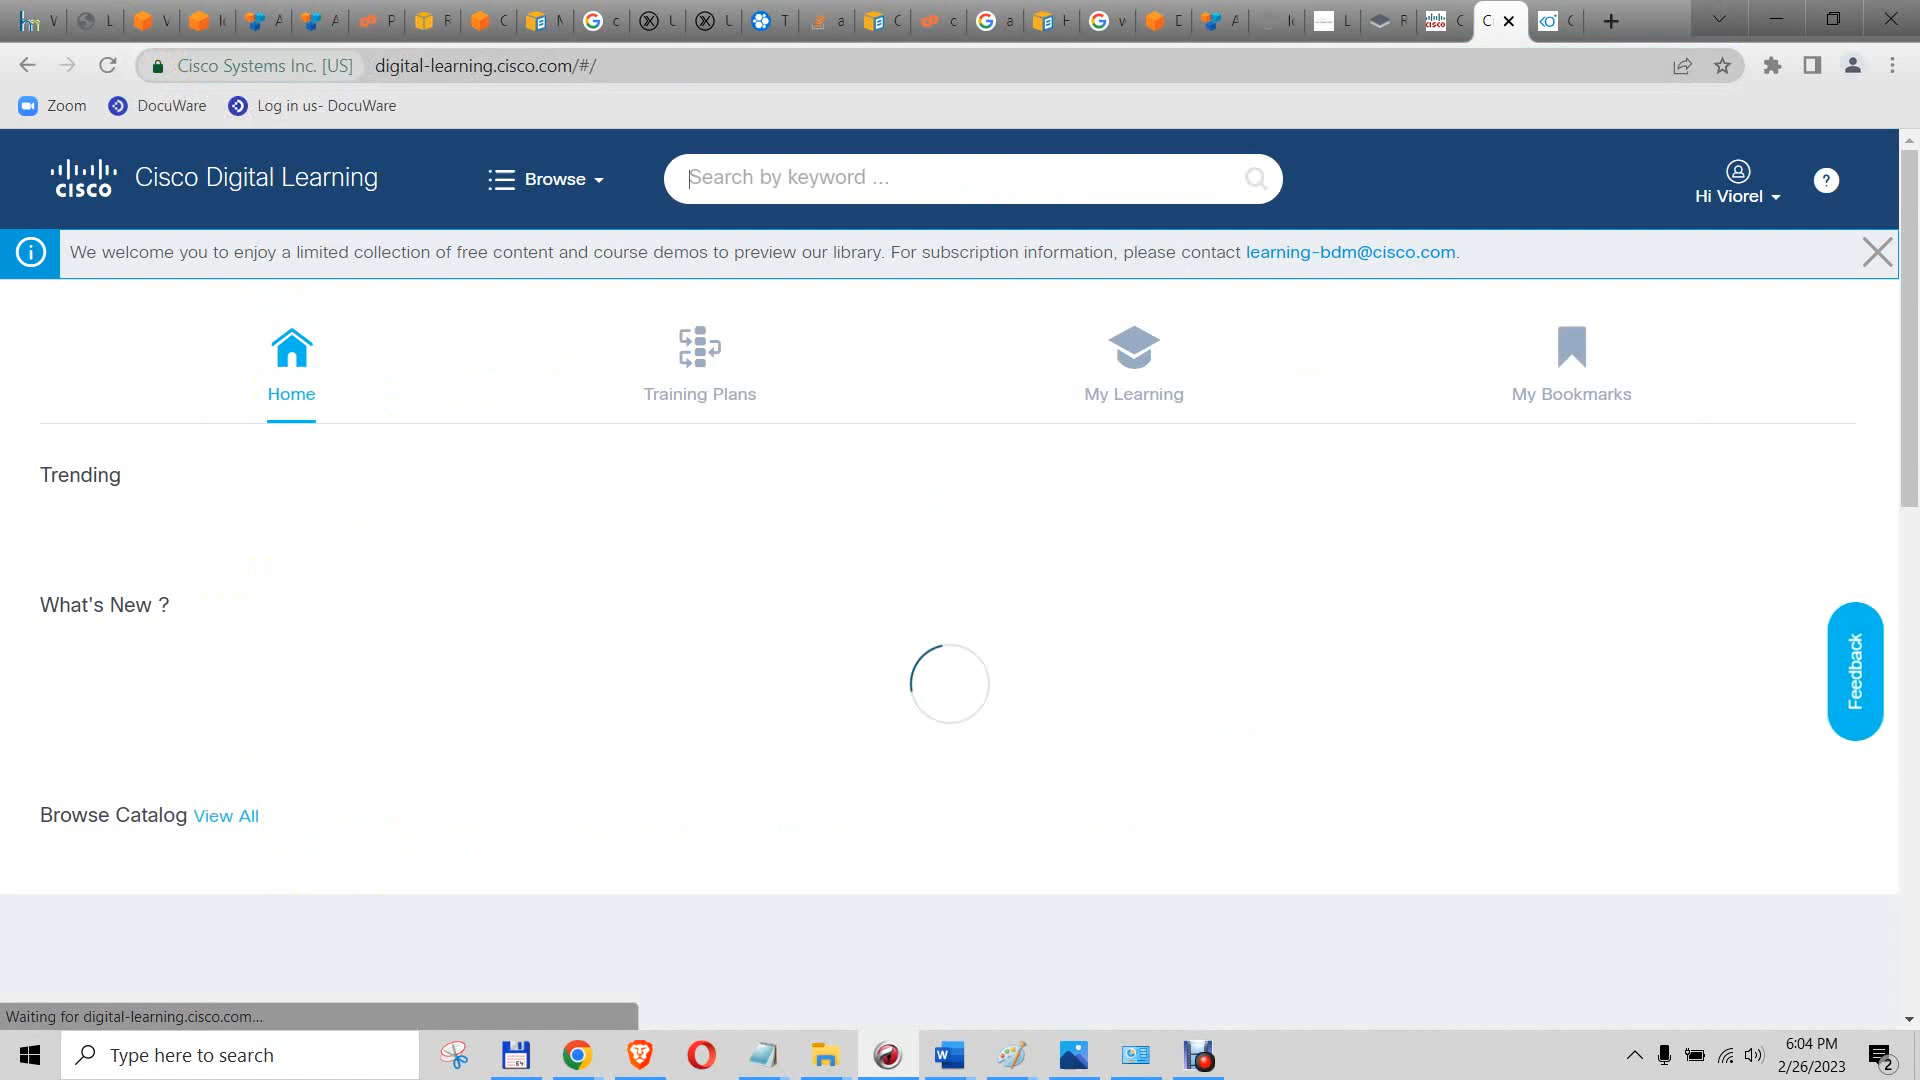 Cisco Systems Inc. [US] digital-learning.cisco.com/#/
Zoom DocuWare Log in us- DocuWare
CISCO Cisco Digital Learning Browse Search by keyword ... Hi Viorel ?
We welcome you to enjoy a limited collection of free content and course demos to preview our library. For subscription information, please contact learning-bdm@cisco.com.
Home Training Plans My Learning My Bookmarks
Trending
What's New ?
Feedback
Browse Catalog View All
Waiting for digital-learning.cisco.com...
Type here to search
6:04 PM
2/26/2023
2